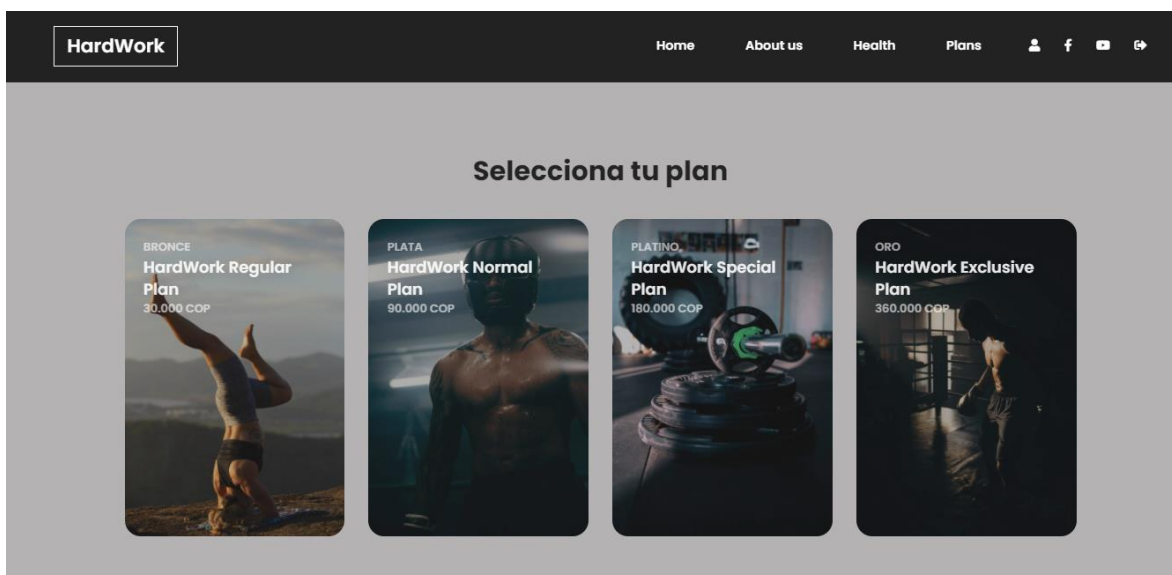 HardWork
Home About us Health Plans
Selecciona tu plan
BRONCE
HardWork Regular
Plan
30.000 COP
PLATA
HardWork Normal
Plan
90.000 COP
PLATINO
HardWork Special
Plan
180.000 COP
ORO
HardWork Exclusive
Plan
360.000 COP